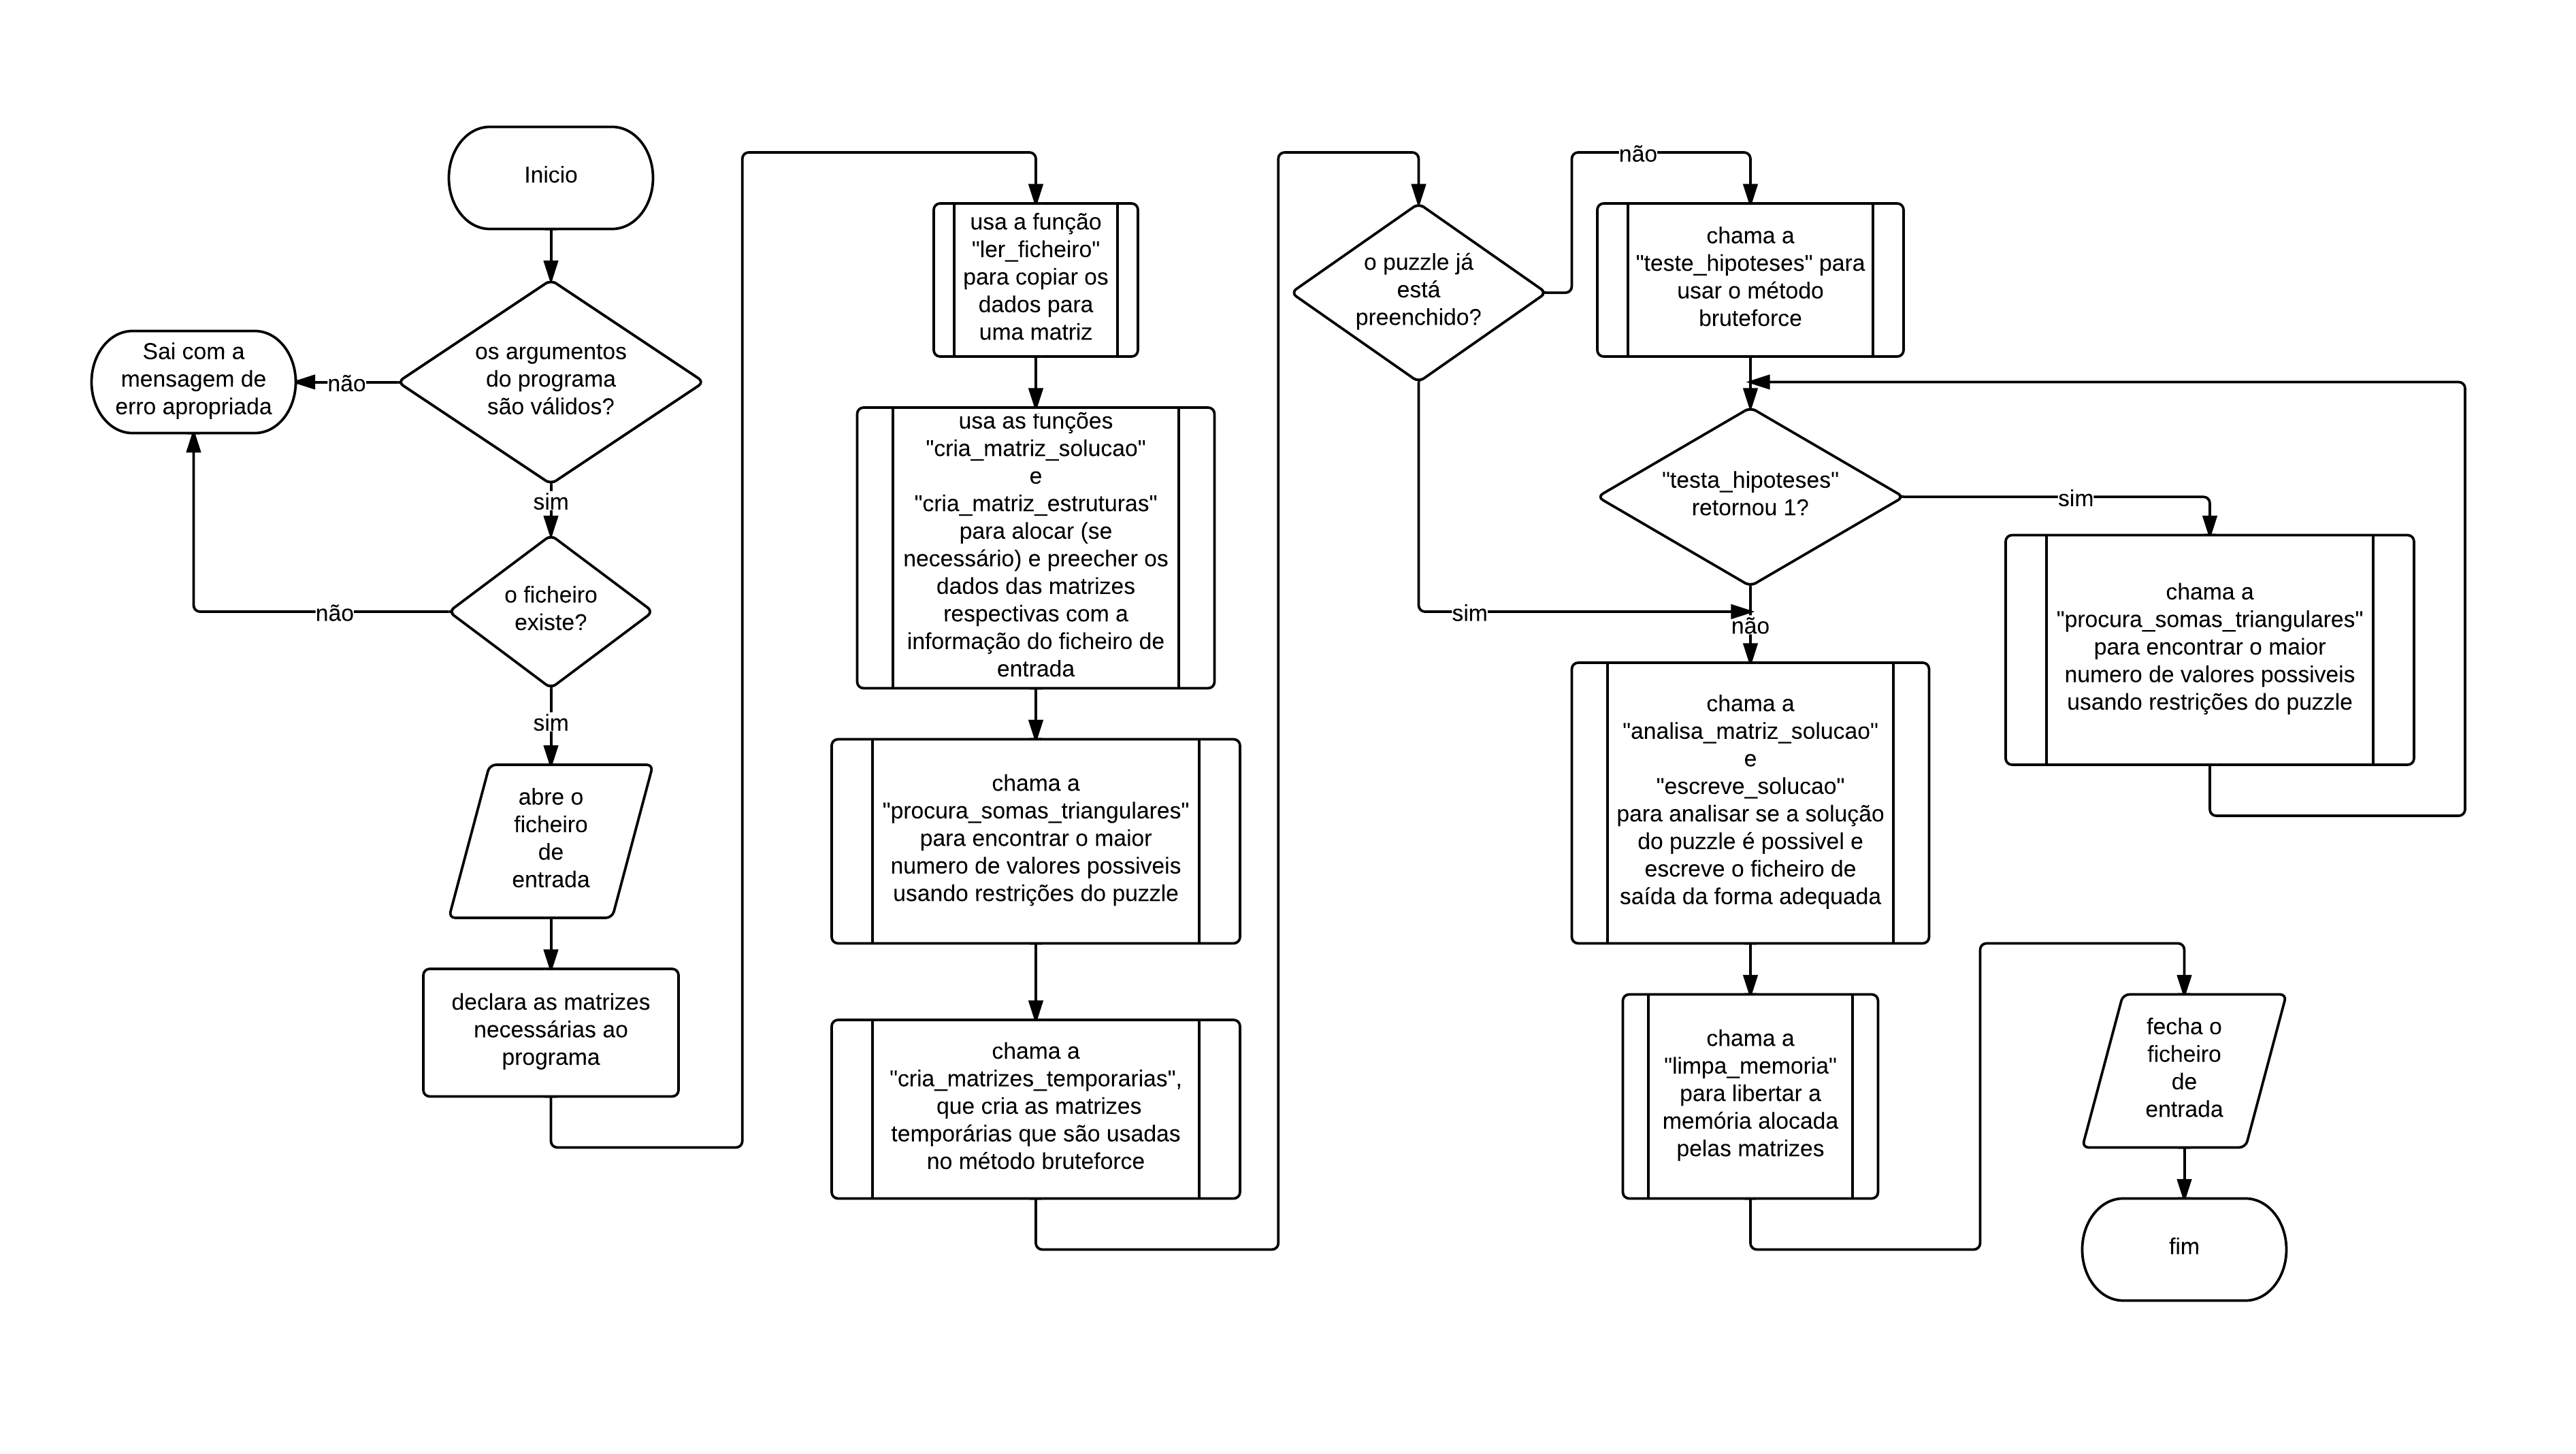 Inicio
os argumentos
do programa
são válidos?
não
Sai com a
mensagem de
erro apropriada
sim
o ficheiro
existe?
não
sim
abre o
ficheiro
de
entrada
declara as matrizes
necessárias ao
programa
usa a função
"ler_ficheiro"
para copiar os
dados para
uma matriz
usa as funções
"cria_matriz_solucao"
e
"cria_matriz_estruturas"
para alocar (se
necessário) e preecher os
dados das matrizes
respectivas com a
informação do ficheiro de
entrada
chama a
"procura_somas_triangulares"
para encontrar o maior
numero de valores possiveis
usando restrições do puzzle
chama a
"cria_matrizes_temporarias",
que cria as matrizes
temporárias que são usadas
no método bruteforce
o puzzle já
está
preenchido?
não
sim
chama a
"teste_hipoteses" para
usar o método
bruteforce
"testa_hipoteses"
retornou 1?
sim
não
chama a
"procura_somas_triangulares"
para encontrar o maior
numero de valores possiveis
usando restrições do puzzle
chama a
"analisa_matriz_solucao"
e
"escreve_solucao"
para analisar se a solução
do puzzle é possivel e
escreve o ficheiro de
saída da forma adequada
chama a
"limpa_memoria"
para libertar a
memória alocada
pelas matrizes
fecha o
ficheiro
de
entrada
fim